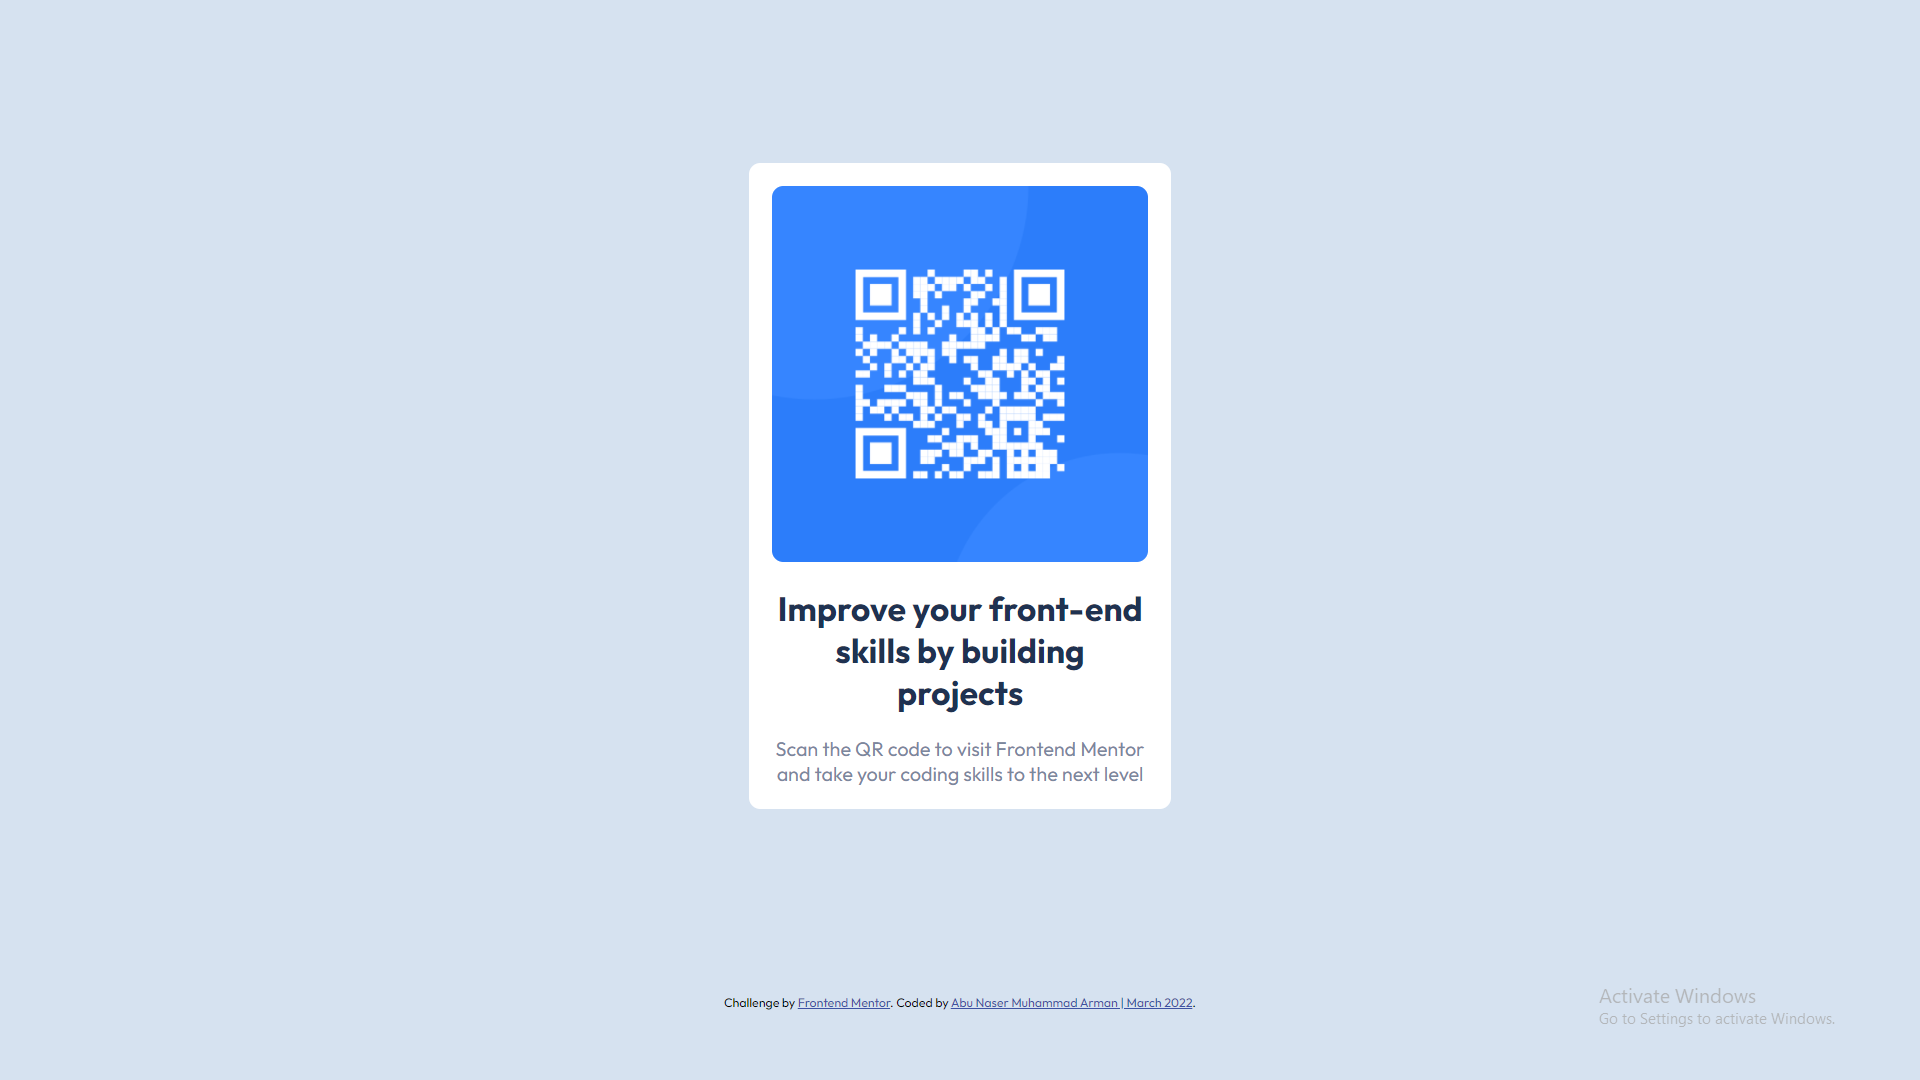 Improve your front-end
skills by building
projects
Scan the QR code to visit Frontend Mentor
and take your coding skills to the next level
Challenge by Frontend Mentor. Coded by Abu Naser Muhammad Arman | March 2022.
Activate Windows
Go to Settings to activate Windows.